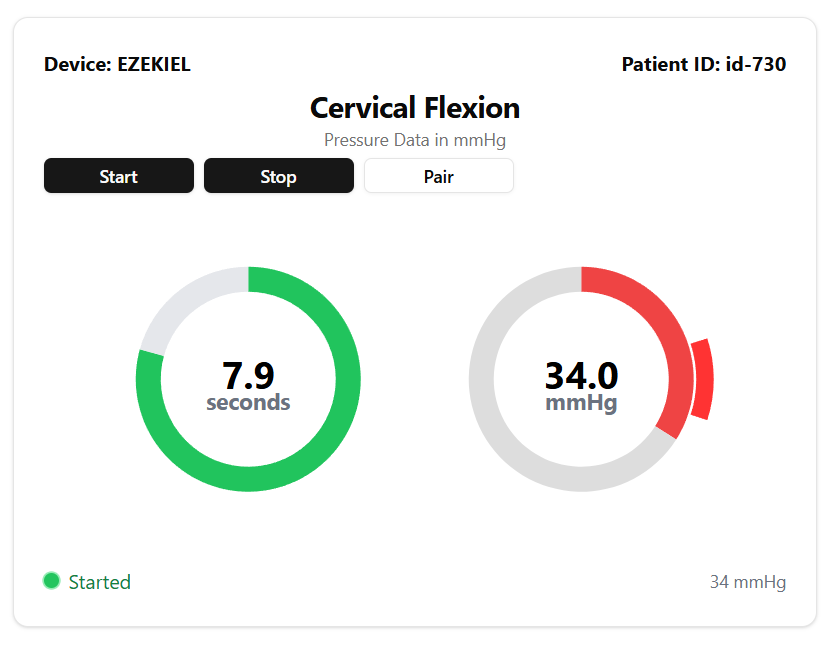 Device: EZEKIEL
Patient ID: id-730
Cervical Flexion
Pressure Data in mmHg
Start
Stop
Pair
7.9
seconds
34.0
mmHg
Started
34 mmHg